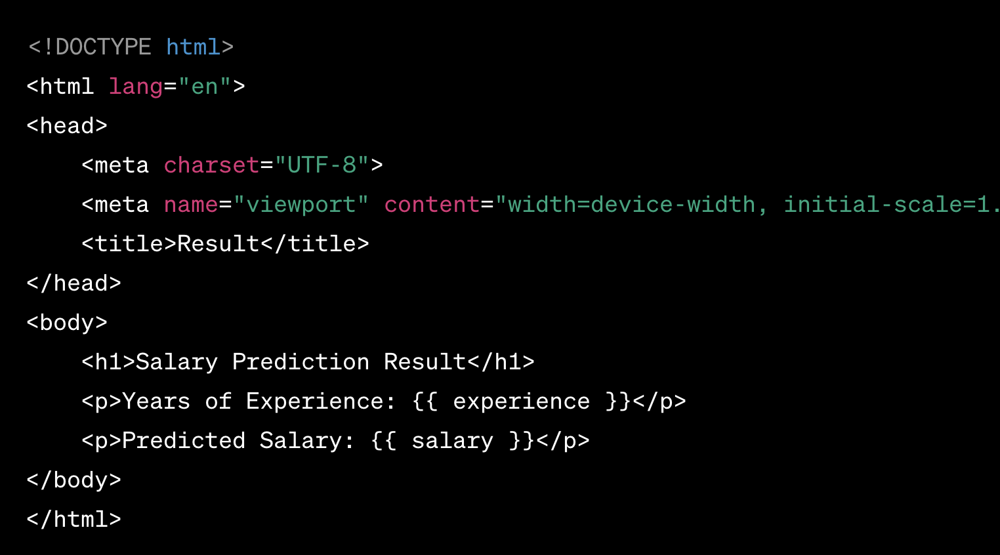 <!DOCTYPE html>
<html lang="en">
<head>
    <meta charset="UTF-8">
    <meta name="viewport" content="width=device-width, initial-scale=1.
    <title>Result</title>
</head>
<body>
    <h1>Salary Prediction Result</h1>
    <p>Years of Experience: {{ experience }}</p>
    <p>Predicted Salary: {{ salary }}</p>
</body>
</html>